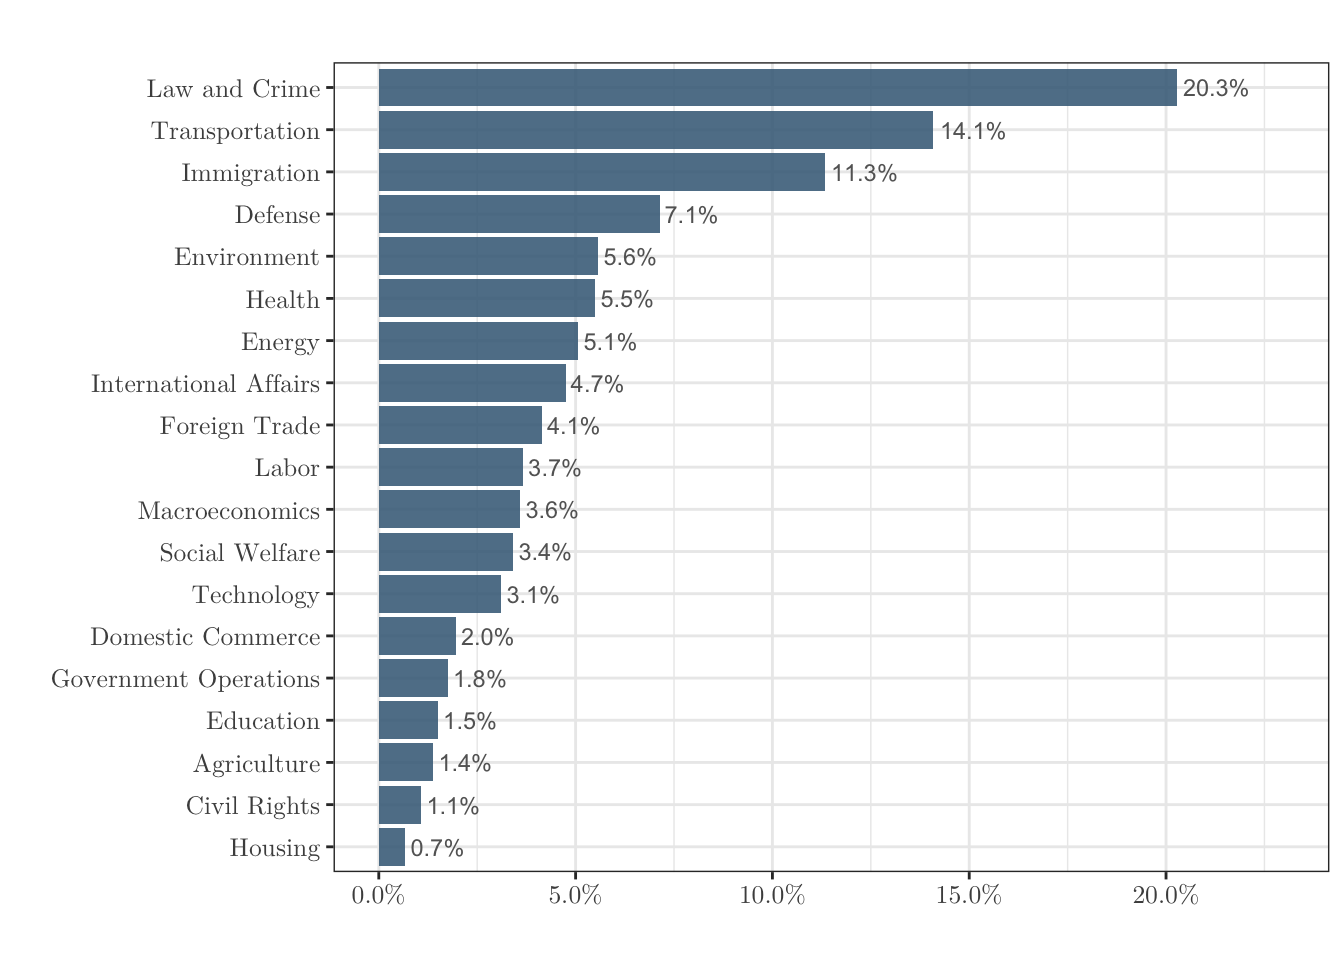 Law and Crime 20.3%
Transportation 14.1%
Immigration 11.3%
Defense 7.1%
Environment 5.6%
Health 5.5%
Energy 5.1%
International Affairs 4.7%
Foreign Trade 4.1%
Labor 3.7%
Macroeconomics 3.6%
Social Welfare 3.4%
Technology 3.1%
Domestic Commerce 2.0%
Government Operations 1.8%
Education 1.5%
Agriculture 1.4%
Civil Rights 1.1%
Housing 0.7%
0.0% 5.0% 10.0% 15.0% 20.0%